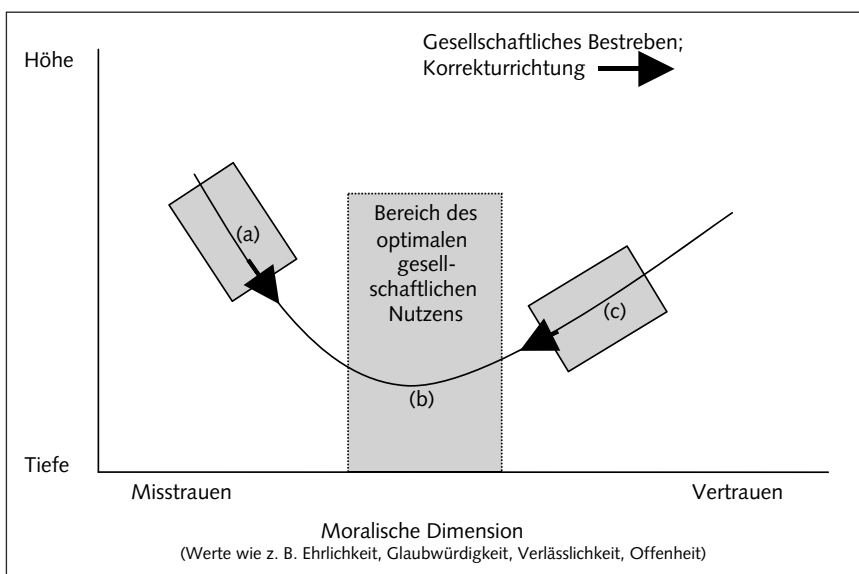 Gesellschaftliches Bestreben;
Höhe
Korrekturrichtung
Bereich des
optimalen
gesell-
schaftlichen
Nutzens
(a)
(c)
(b)
Tiefe
Misstrauen
Vertrauen
Moralische Dimension
(Werte wie z. B. Ehrlichkeit, Glaubwürdigkeit, Verlässlichkeit, Offenheit)